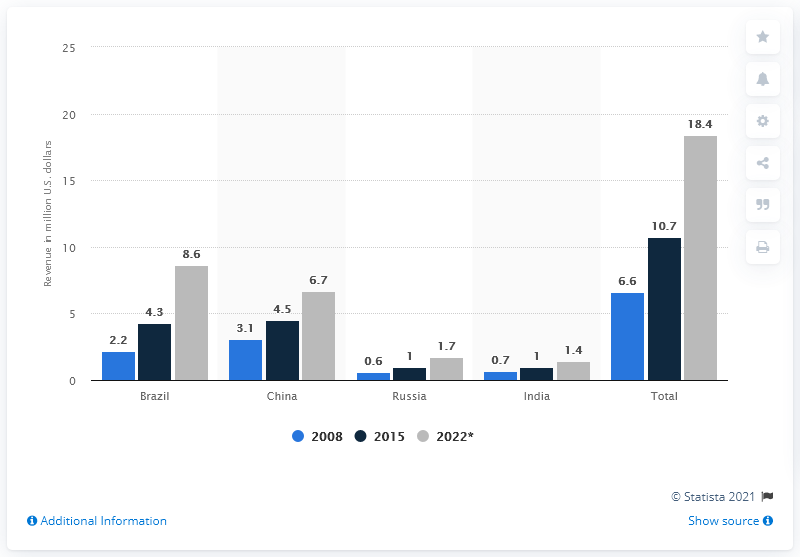 25
20
15
10
5
0
Revenue in million U.S. dollars
2.2
4.3
8.6
3.1
4.5
6.7
0.6
1
1.7
0.7
1
1.4
6.6
10.7
18.4
Brazil
China
Russia
India
Total
2008
2015
2022*
© Statista 2021
Additional Information
Show source